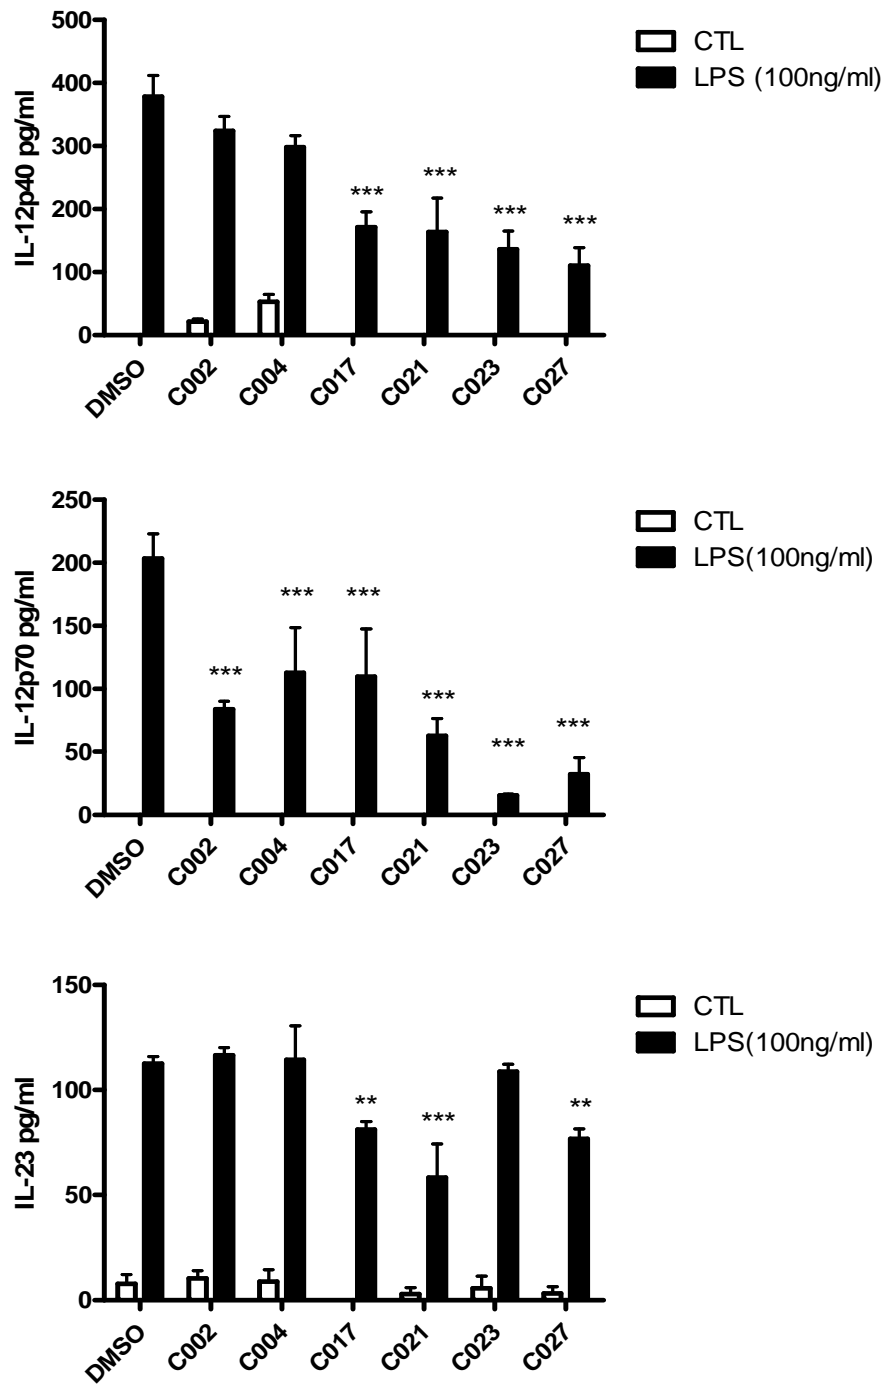 500
400
300
200
100
0
IL-12p40 pg/ml
CTL
LPS (100ng/ml)
*** *** *** ***
DMSO C002 C004 C017 C021 C023 C027
250
200
150
100
50
0
IL-12p70 pg/ml
CTL
LPS(100ng/ml)
*** *** *** *** *** ***
DMSO C002 C004 C017 C021 C023 C027
150
100
50
0
IL-23 pg/ml
CTL
LPS(100ng/ml)
** *** **
DMSO C002 C004 C017 C021 C023 C027